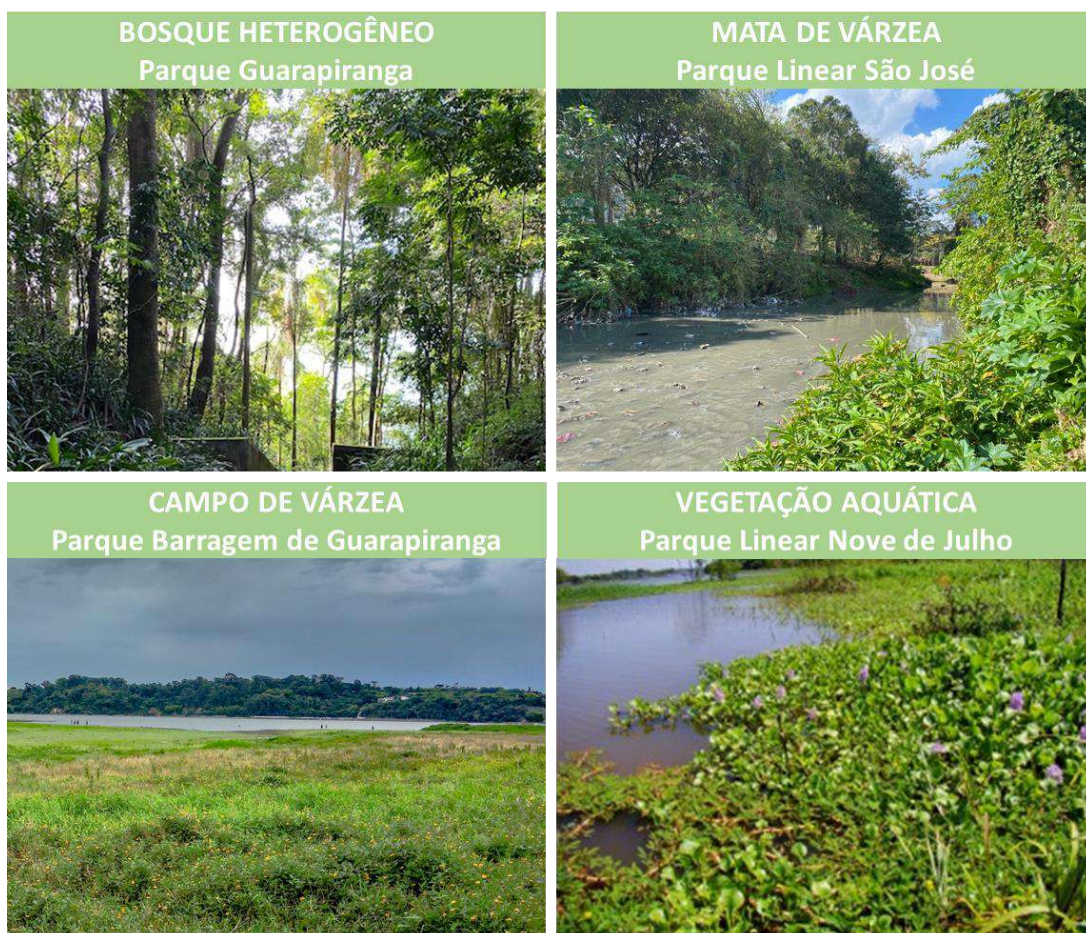 BOSQUE HETEROGÊNEO
Parque Guarapiranga
MATA DE VÁRZEA
Parque Linear São José
CAMPO DE VÁRZEA
Parque Barragem de Guarapiranga
VEGETAÇÃO AQUÁTICA
Parque Linear Nove de Julho